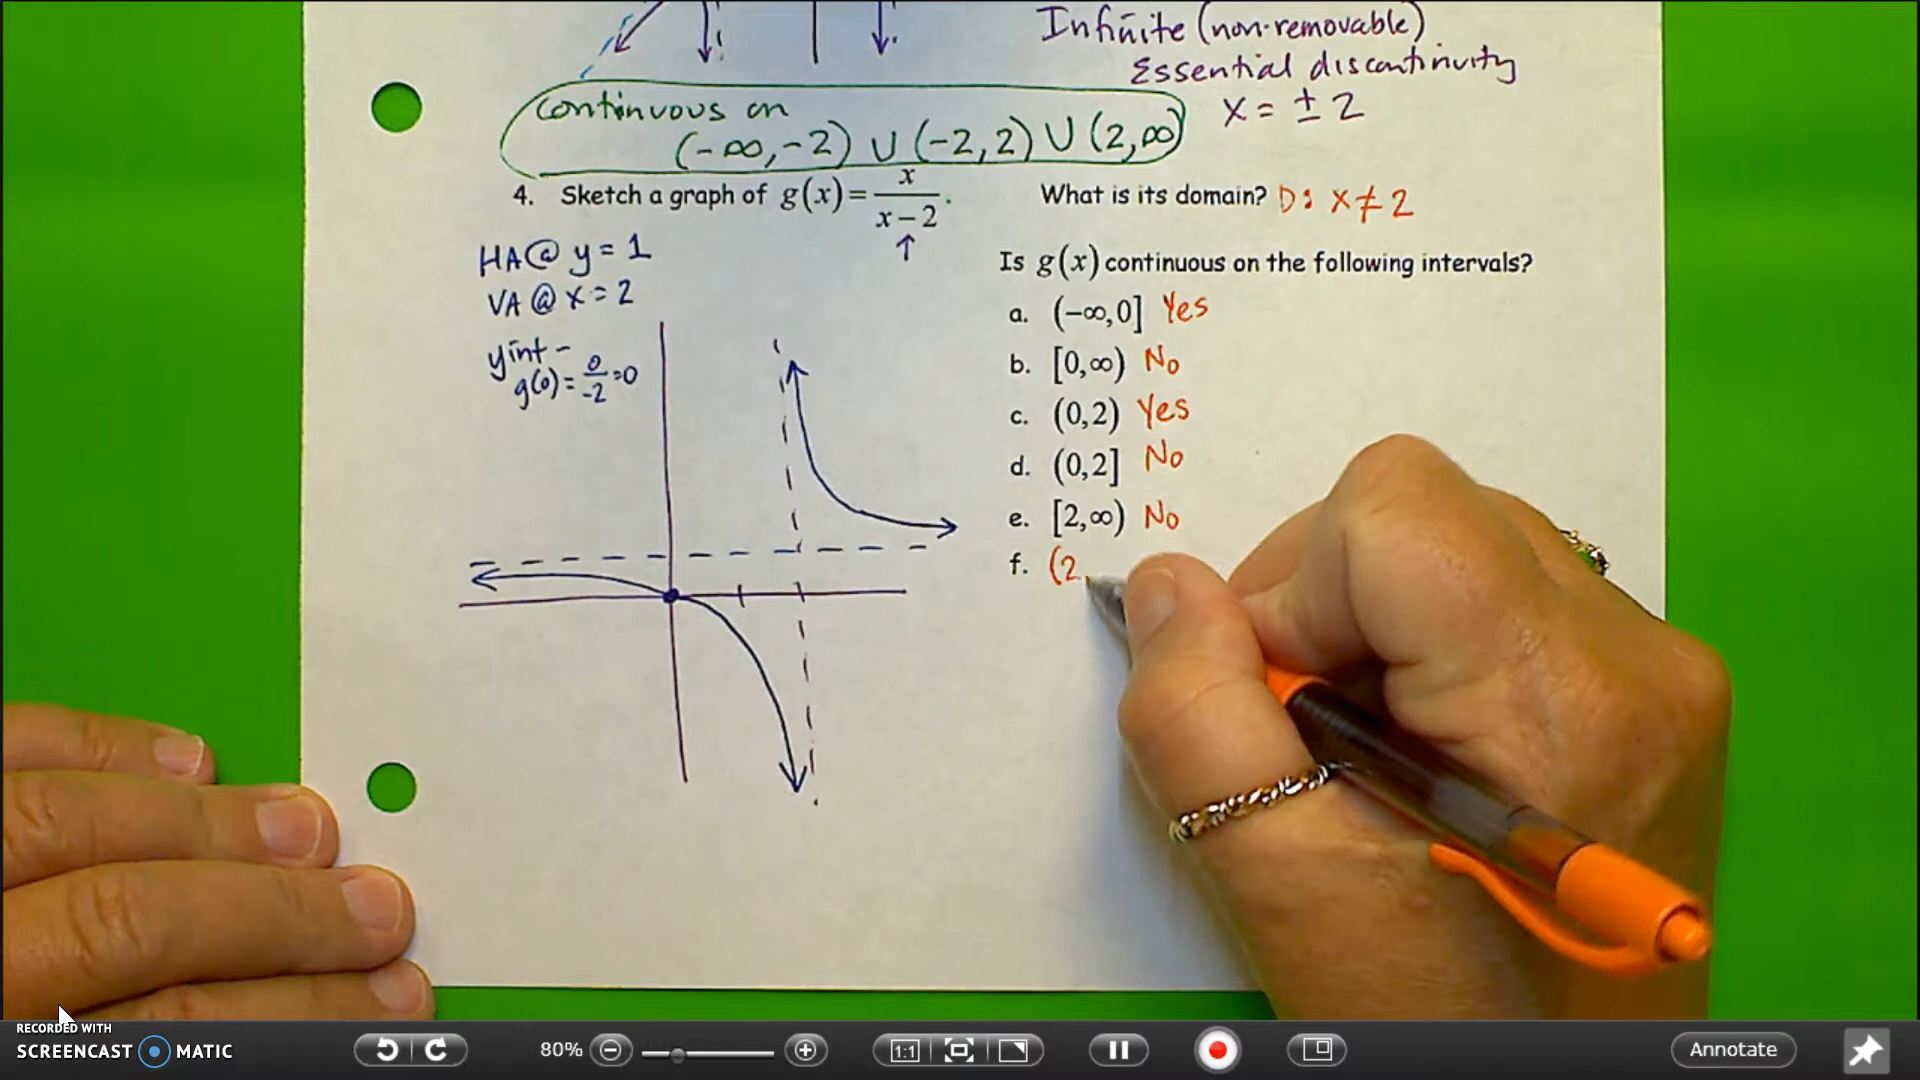 Infinite (non-removable)
Essential discontinuity
x = ± 2
continuous on
(-∞,-2) ∪ (-2,2) ∪ (2,∞)
4. Sketch a graph of g(x) = x/(x-2). What is its domain? D: x ≠ 2
↑
HA @ y = 1
VA @ x = 2
yint -
g(0) = 0/-2 = 0
Is g(x) continuous on the following intervals?
a. (-∞,0] Yes
b. [0,∞) No
c. (0,2) Yes
d. (0,2] No
e. [2,∞) No
f. (2,
RECORDED WITH
SCREENCAST MATIC
80%
1:1
Annotate